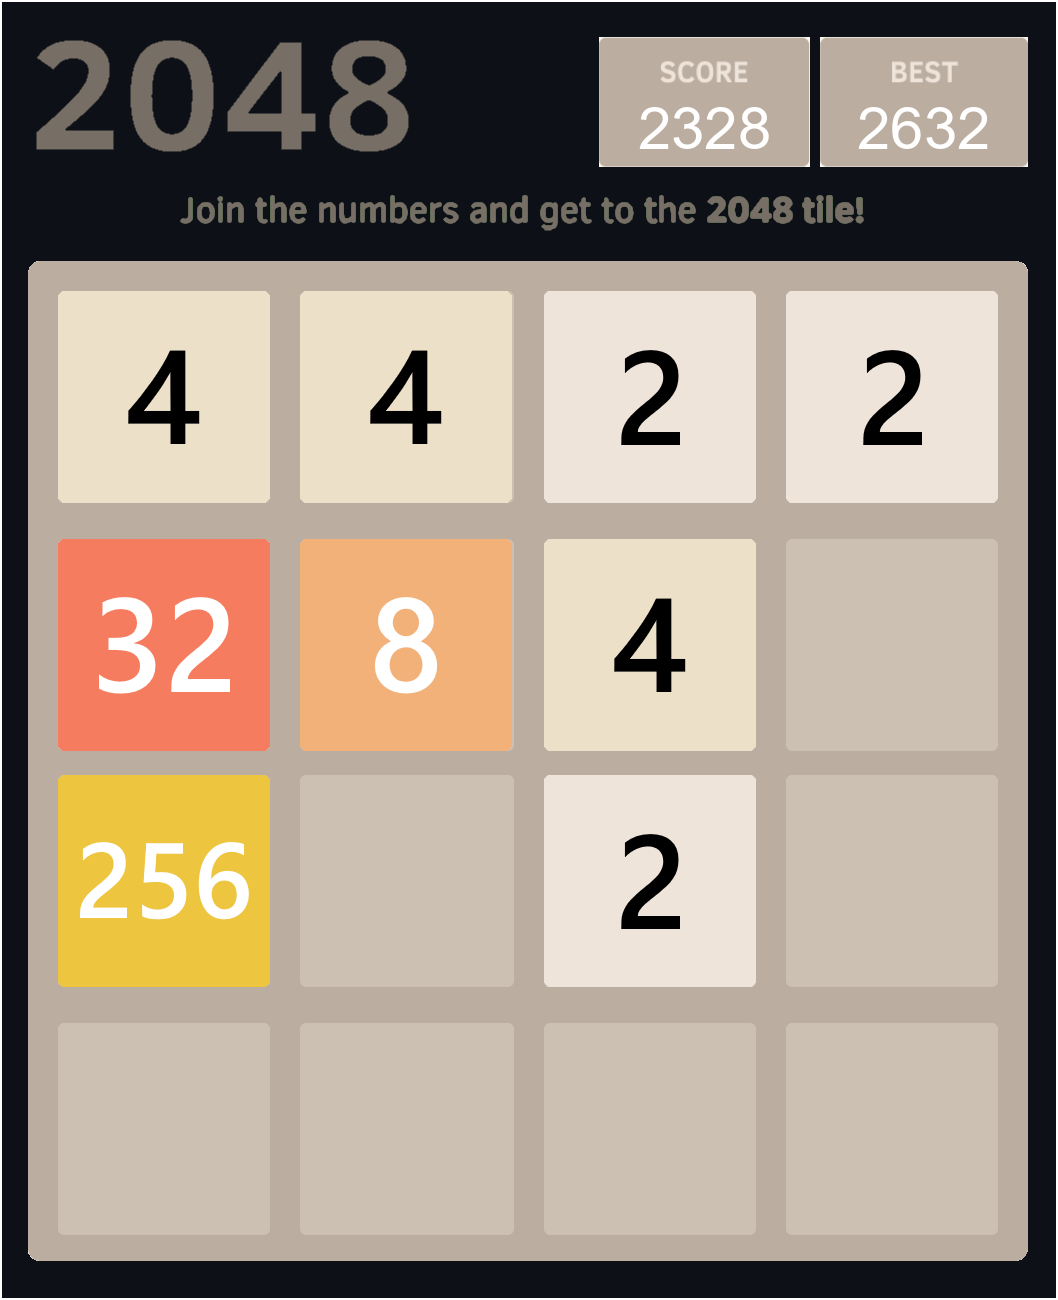 2048
SCORE BEST
2328 2632
Join the numbers and get to the 2048 tile!
4 4 2 2
32 8 4
256 2